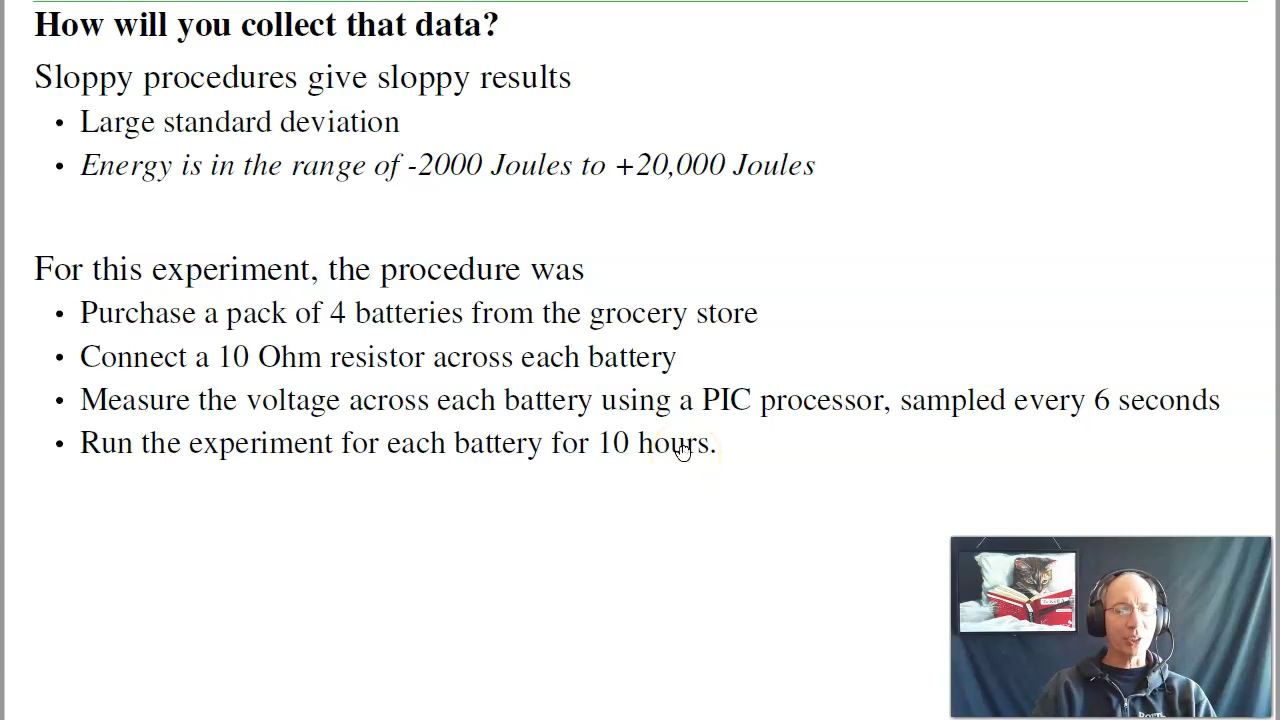 How will you collect that data?
Sloppy procedures give sloppy results
• Large standard deviation
• Energy is in the range of -2000 Joules to +20,000 Joules
For this experiment, the procedure was
• Purchase a pack of 4 batteries from the grocery store
• Connect a 10 Ohm resistor across each battery
• Measure the voltage across each battery using a PIC processor, sampled every 6 seconds
• Run the experiment for each battery for 10 hours.